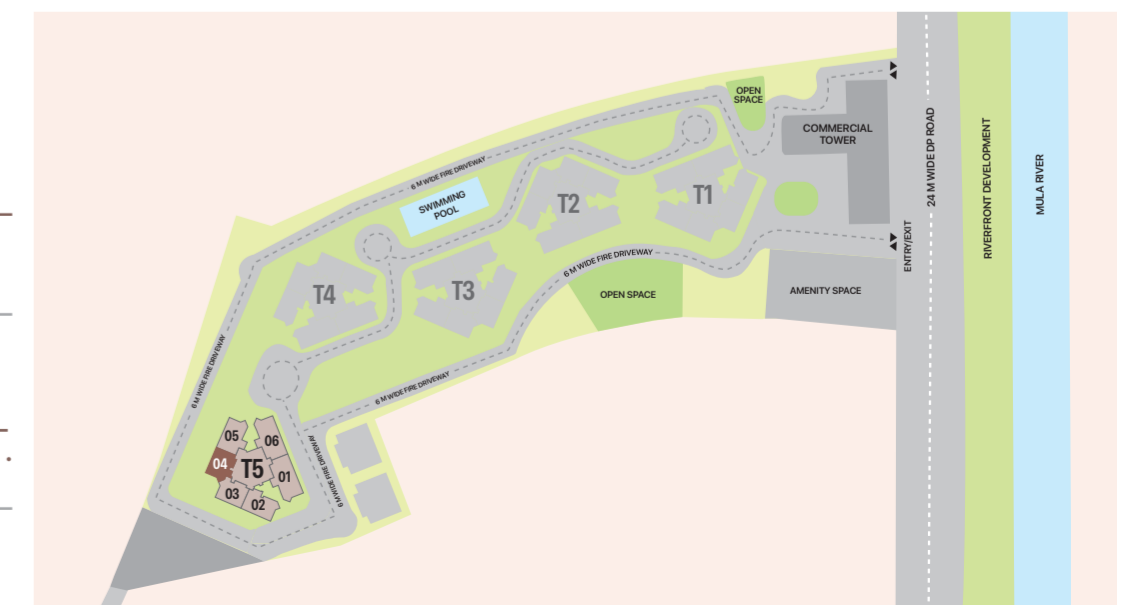 OPEN
SPACE
COMMERCIAL
TOWER
24 M WIDE DP ROAD
RIVERFRONT DEVELOPMENT
MULA RIVER
6 M WIDE FIRE DRIVEWAY
SWIMMING
POOL
T2
T1
ENTRY/EXIT
6 M WIDE FIRE DRIVEWAY
T4
T3
OPEN SPACE
AMENITY SPACE
6 M WIDE FIRE DRIVEWAY
6 M WIDE FIRE DRIVEWAY
05
06
04
T5
01
03
02
6 M WIDE FIRE DRIVEWAY